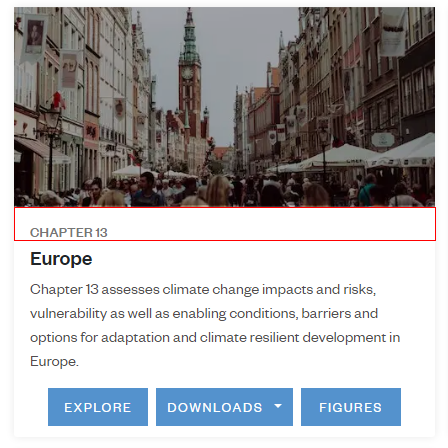 CHAPTER 13
Europe
Chapter 13 assesses climate change impacts and risks,
vulnerability as well as enabling conditions, barriers and
options for adaptation and climate resilient development in
Europe.
EXPLORE DOWNLOADS FIGURES